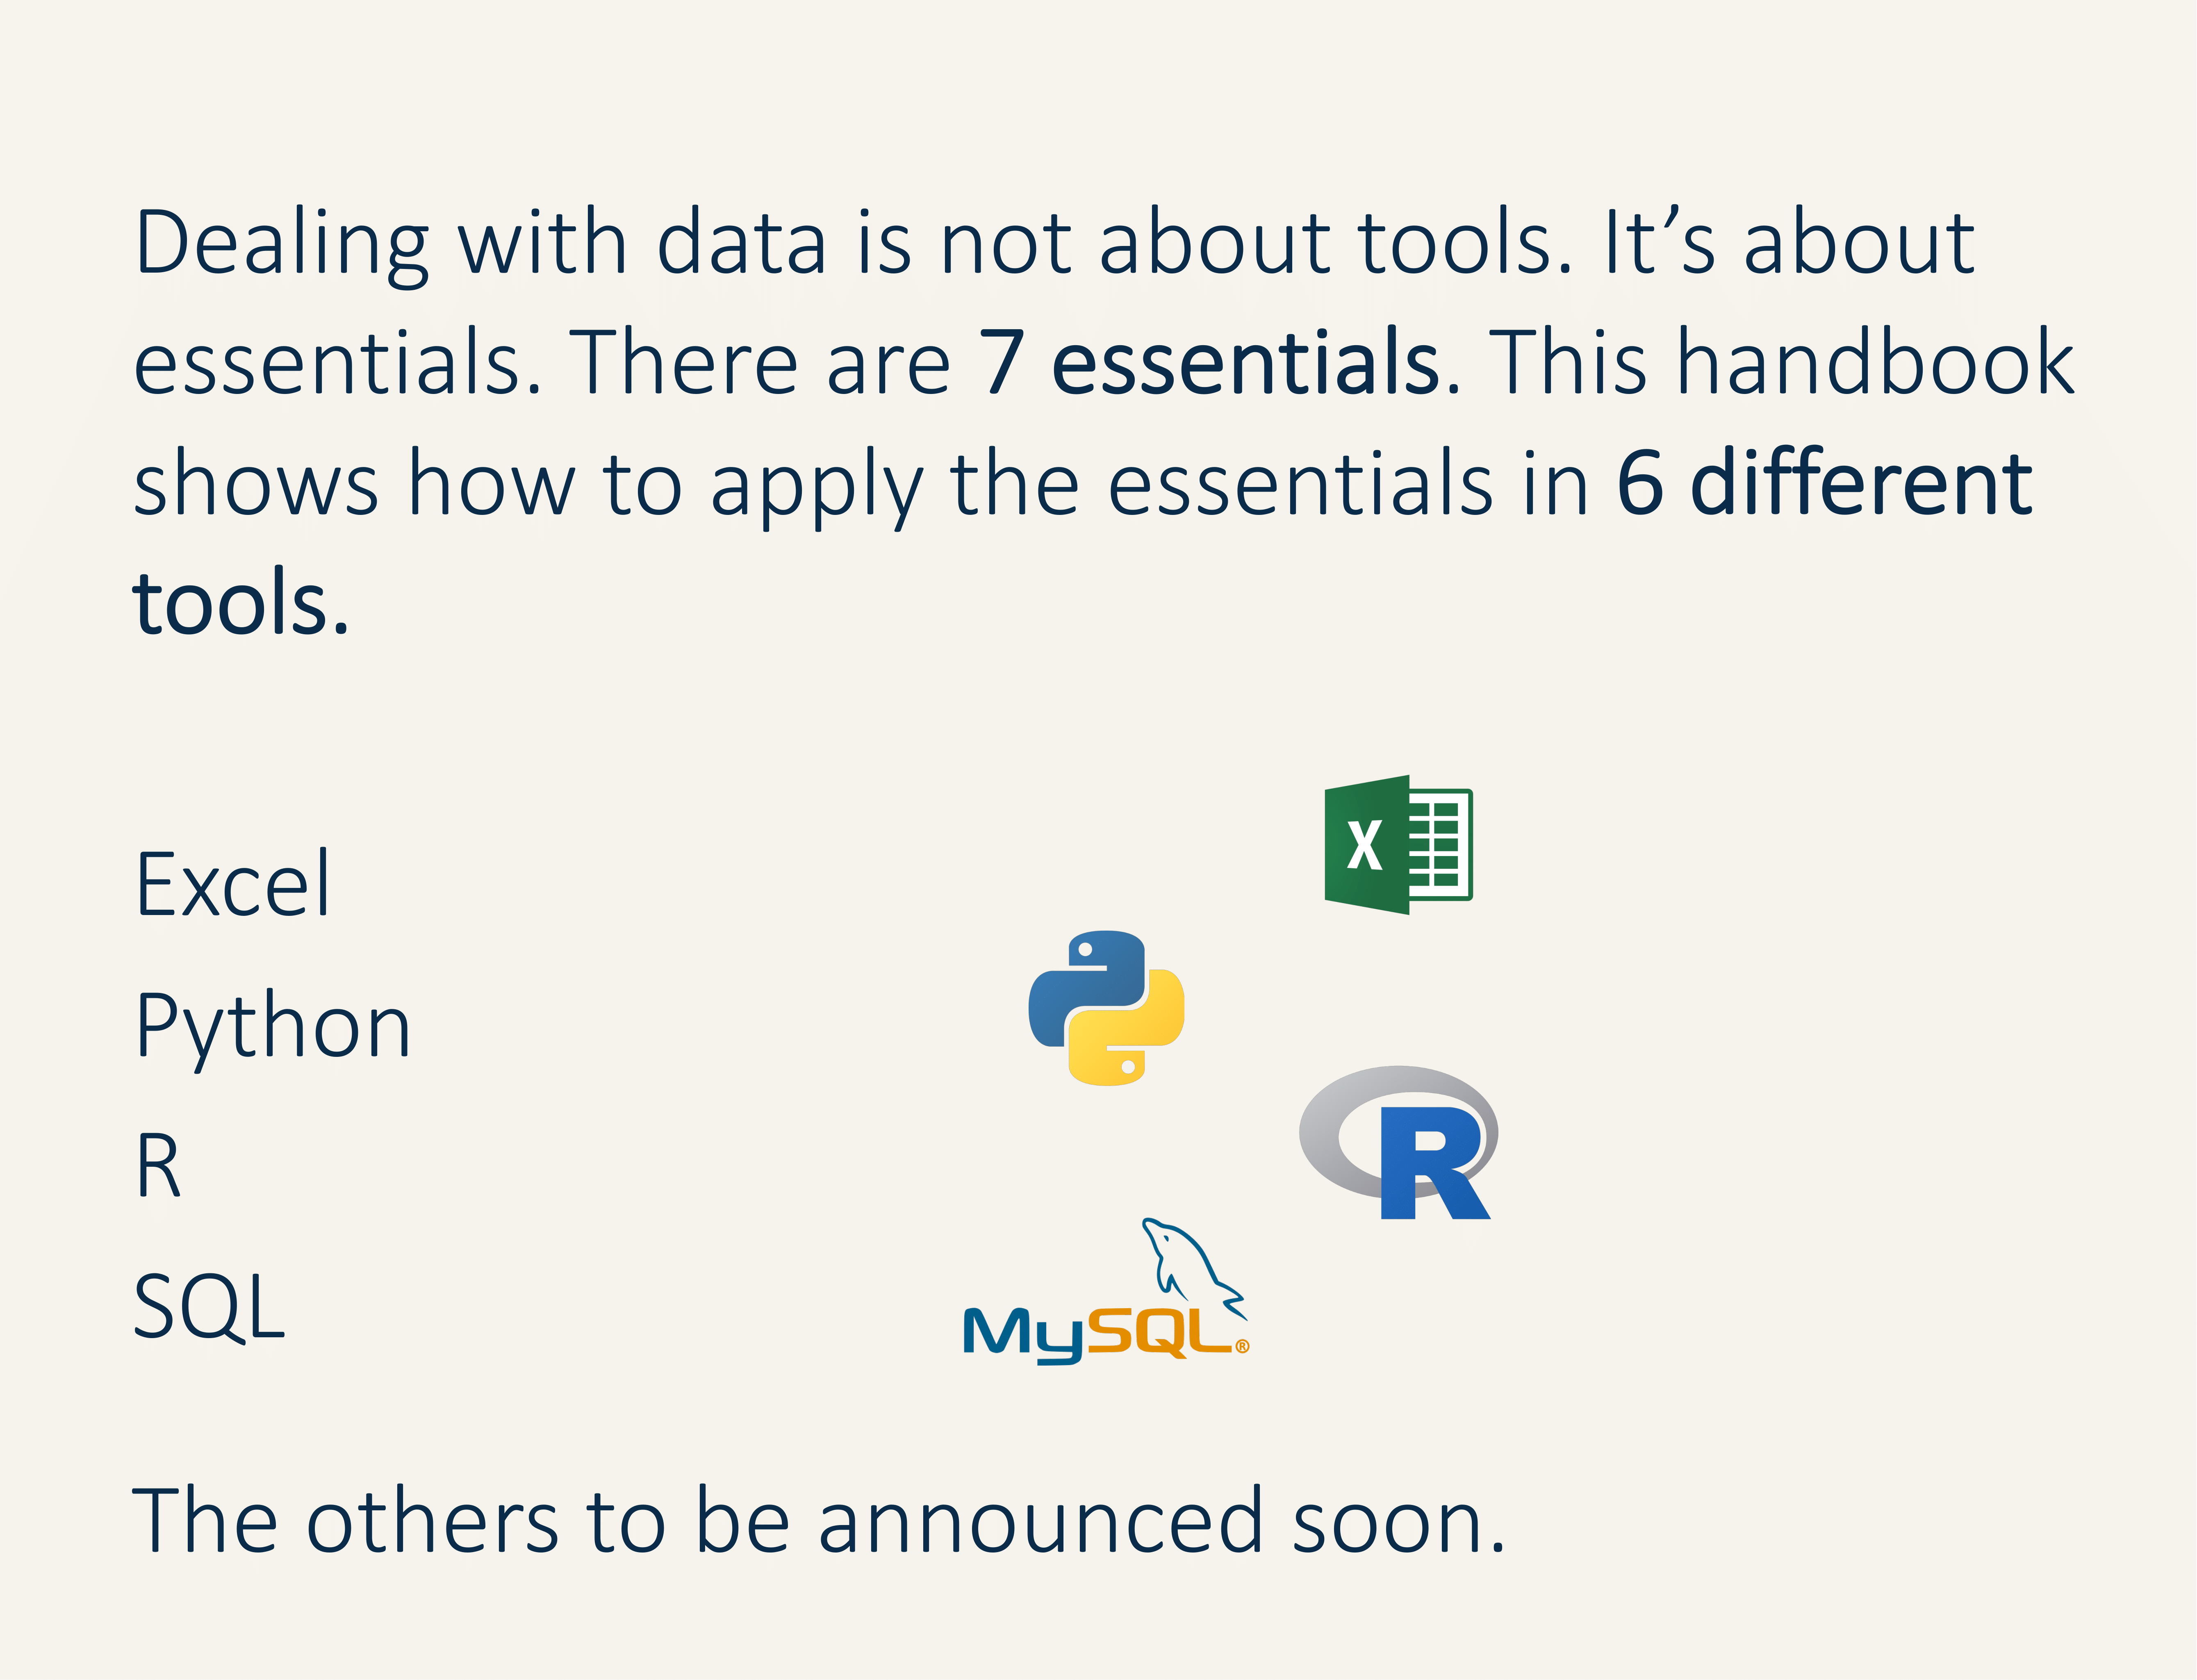 Dealing with data is not about tools. It’s about
essentials. There are 7 essentials. This handbook
shows how to apply the essentials in 6 different
tools.
Excel
X
Python
R
R
SQL
MySQL®
The others to be announced soon.